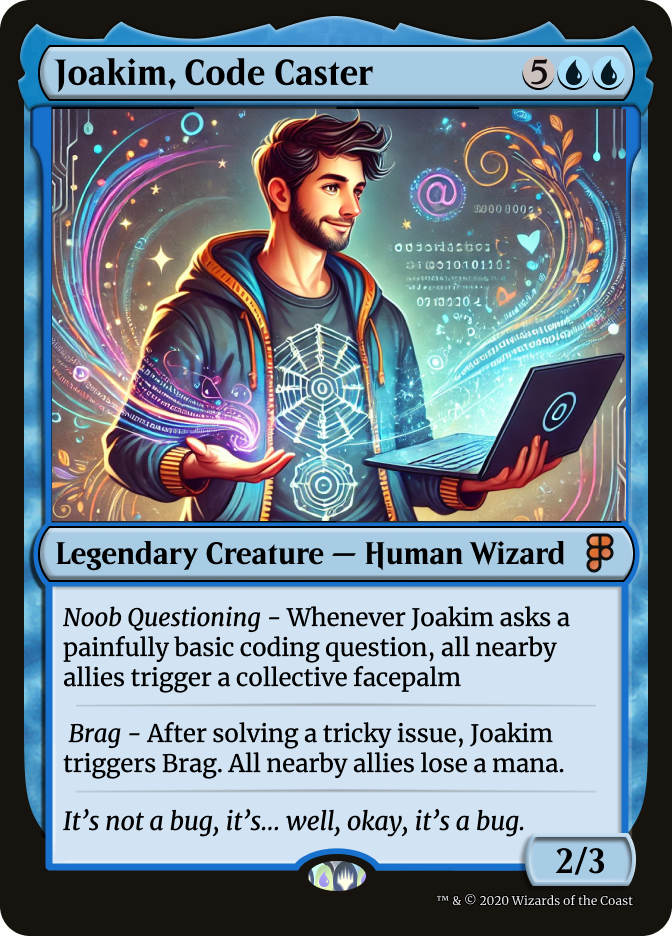 Joakim, Code Caster 5
@
Legendary Creature — Human Wizard
Noob Questioning - Whenever Joakim asks a
painfully basic coding question, all nearby
allies trigger a collective facepalm
Brag - After solving a tricky issue, Joakim
triggers Brag. All nearby allies lose a mana.
It's not a bug, it's... well, okay, it's a bug.
2/3
™ & © 2020 Wizards of the Coast